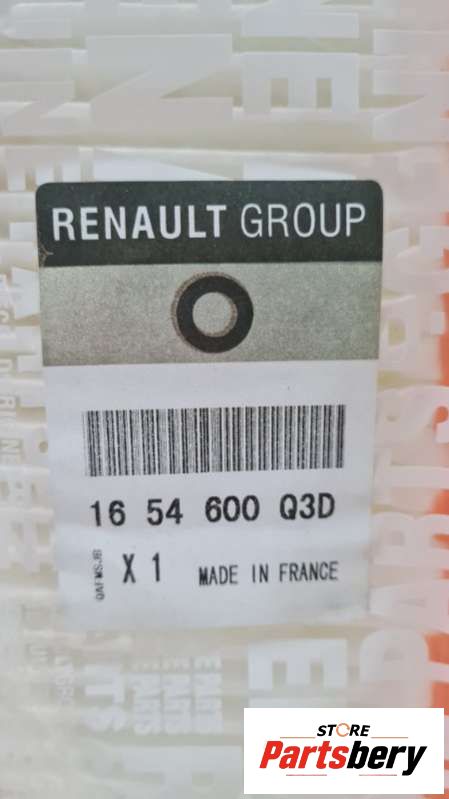 RENAULT GROUP
16 54 600 Q3D
X 1 MADE IN FRANCE
STORE
Partsbery